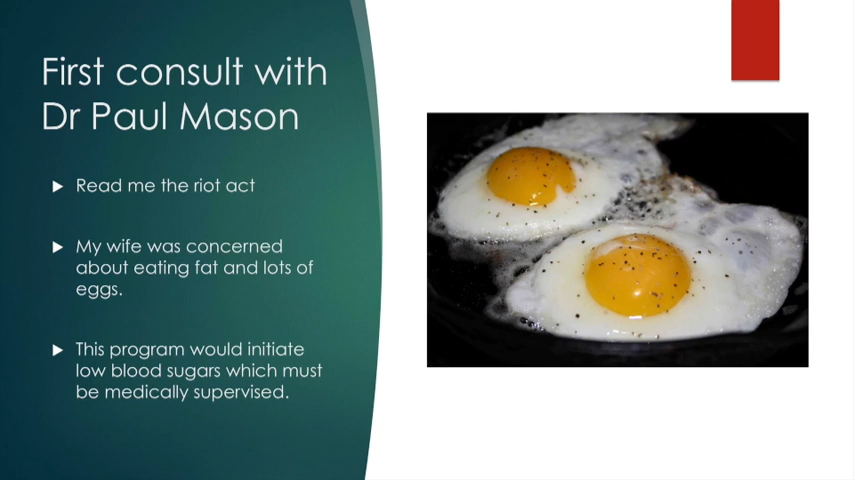 First consult with
Dr Paul Mason
Read me the riot act
My wife was concerned
about eating fat and lots of
eggs.
This program would initiate
low blood sugars which must
be medically supervised.